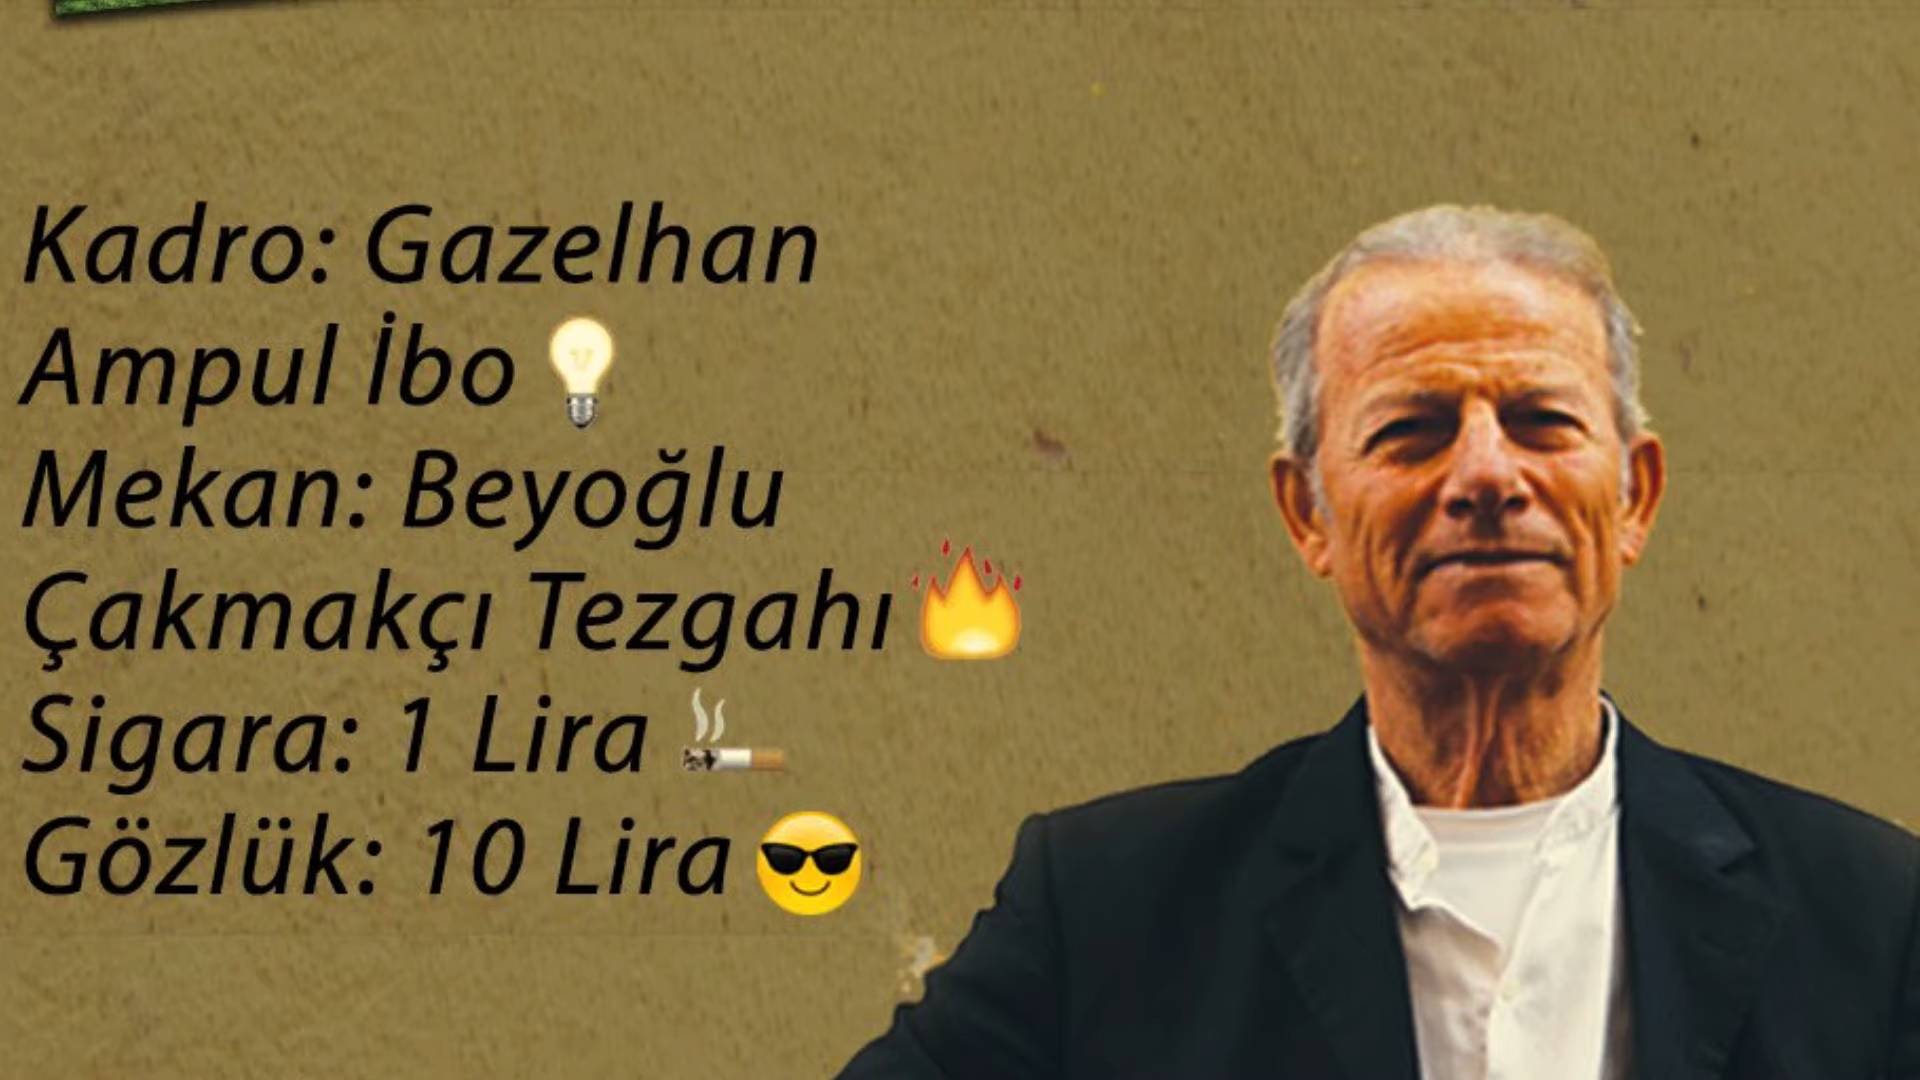 Kadro: Gazelhan
Ampul İbo 💡
Mekan: Beyoğlu
Çakmakçı Tezgahı 🔥
Sigara: 1 Lira 🚬
Gözlük: 10 Lira 😎